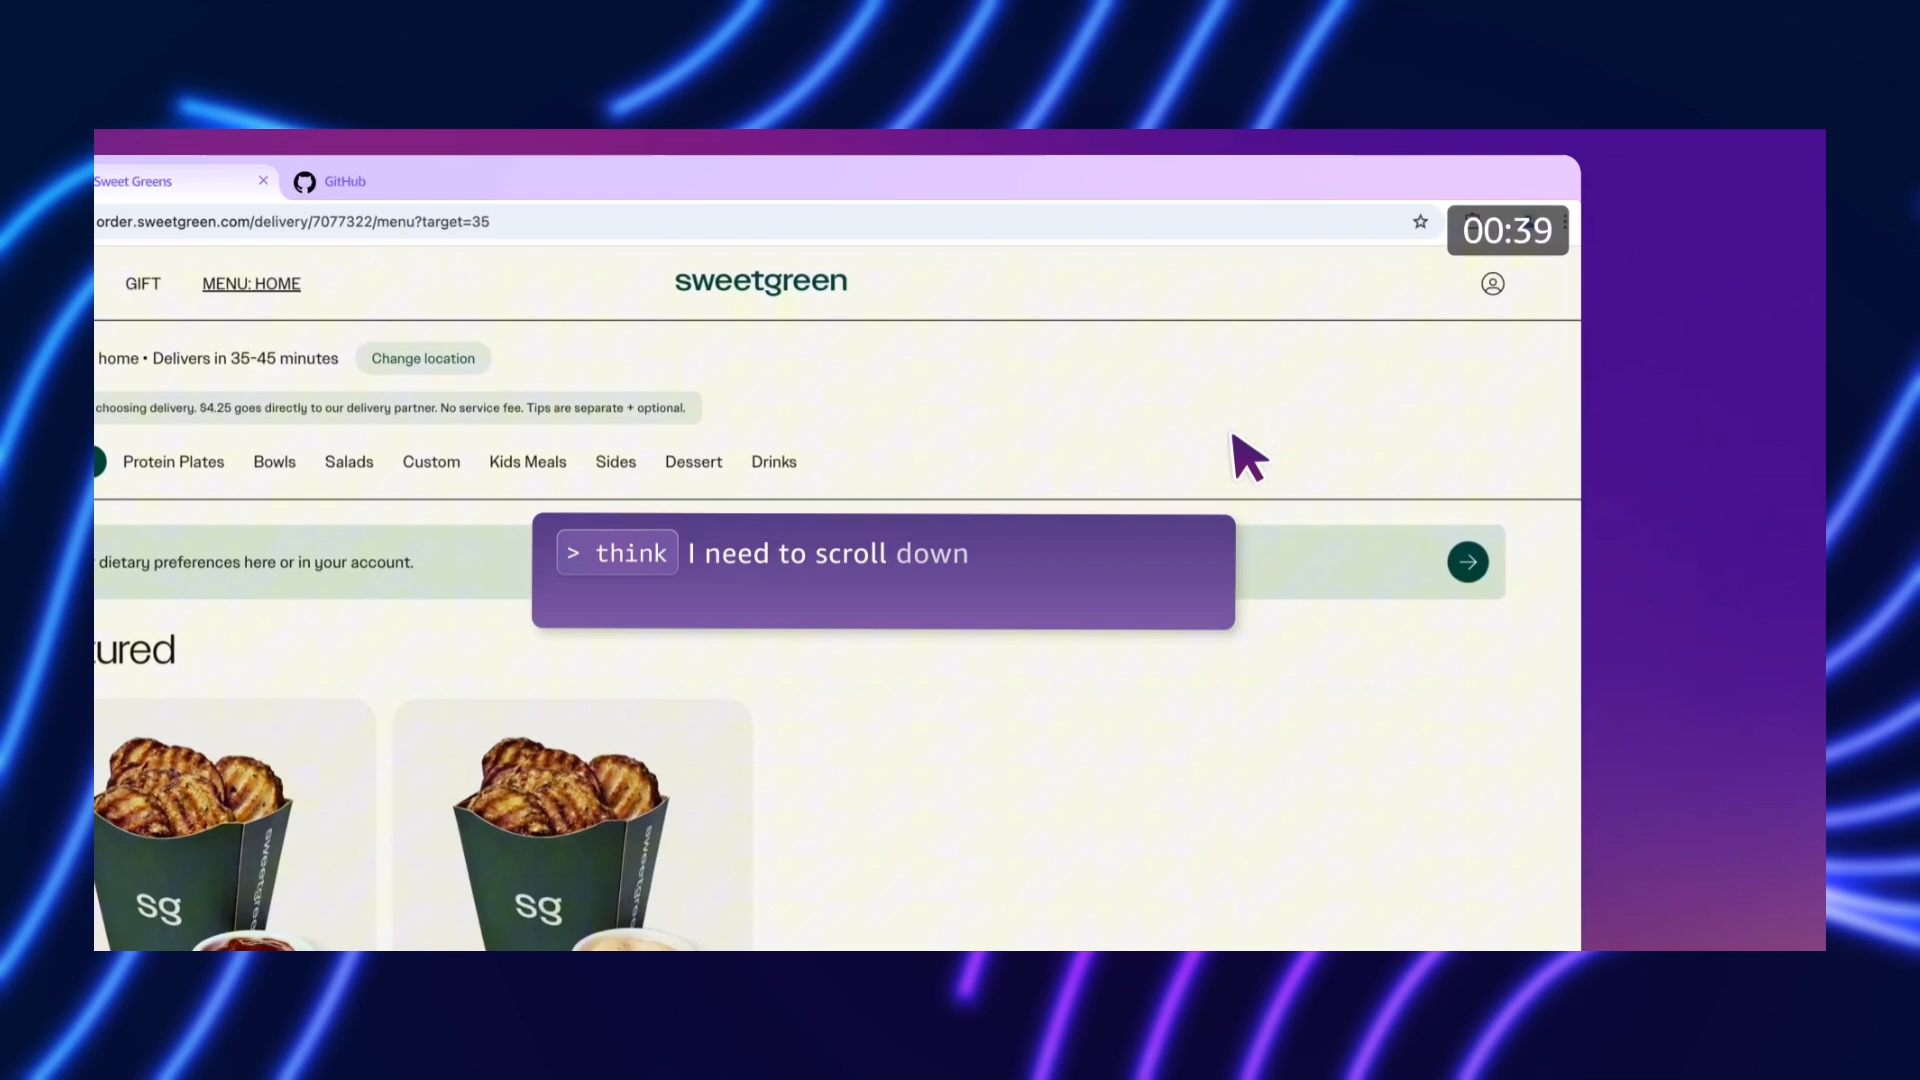 Sweet Greens
GitHub
order.sweetgreen.com/delivery/7077322/menu?target=35
00:39
GIFT
MENU: HOME
sweetgreen
home • Delivers in 35-45 minutes
Change location
choosing delivery. $4.25 goes directly to our delivery partner. No service fee. Tips are separate + optional.
Protein Plates
Bowls
Salads
Custom
Kids Meals
Sides
Dessert
Drinks
dietary preferences here or in your account.
> think I need to scroll down
tured
sg
sweetgree
sg
sweetgree